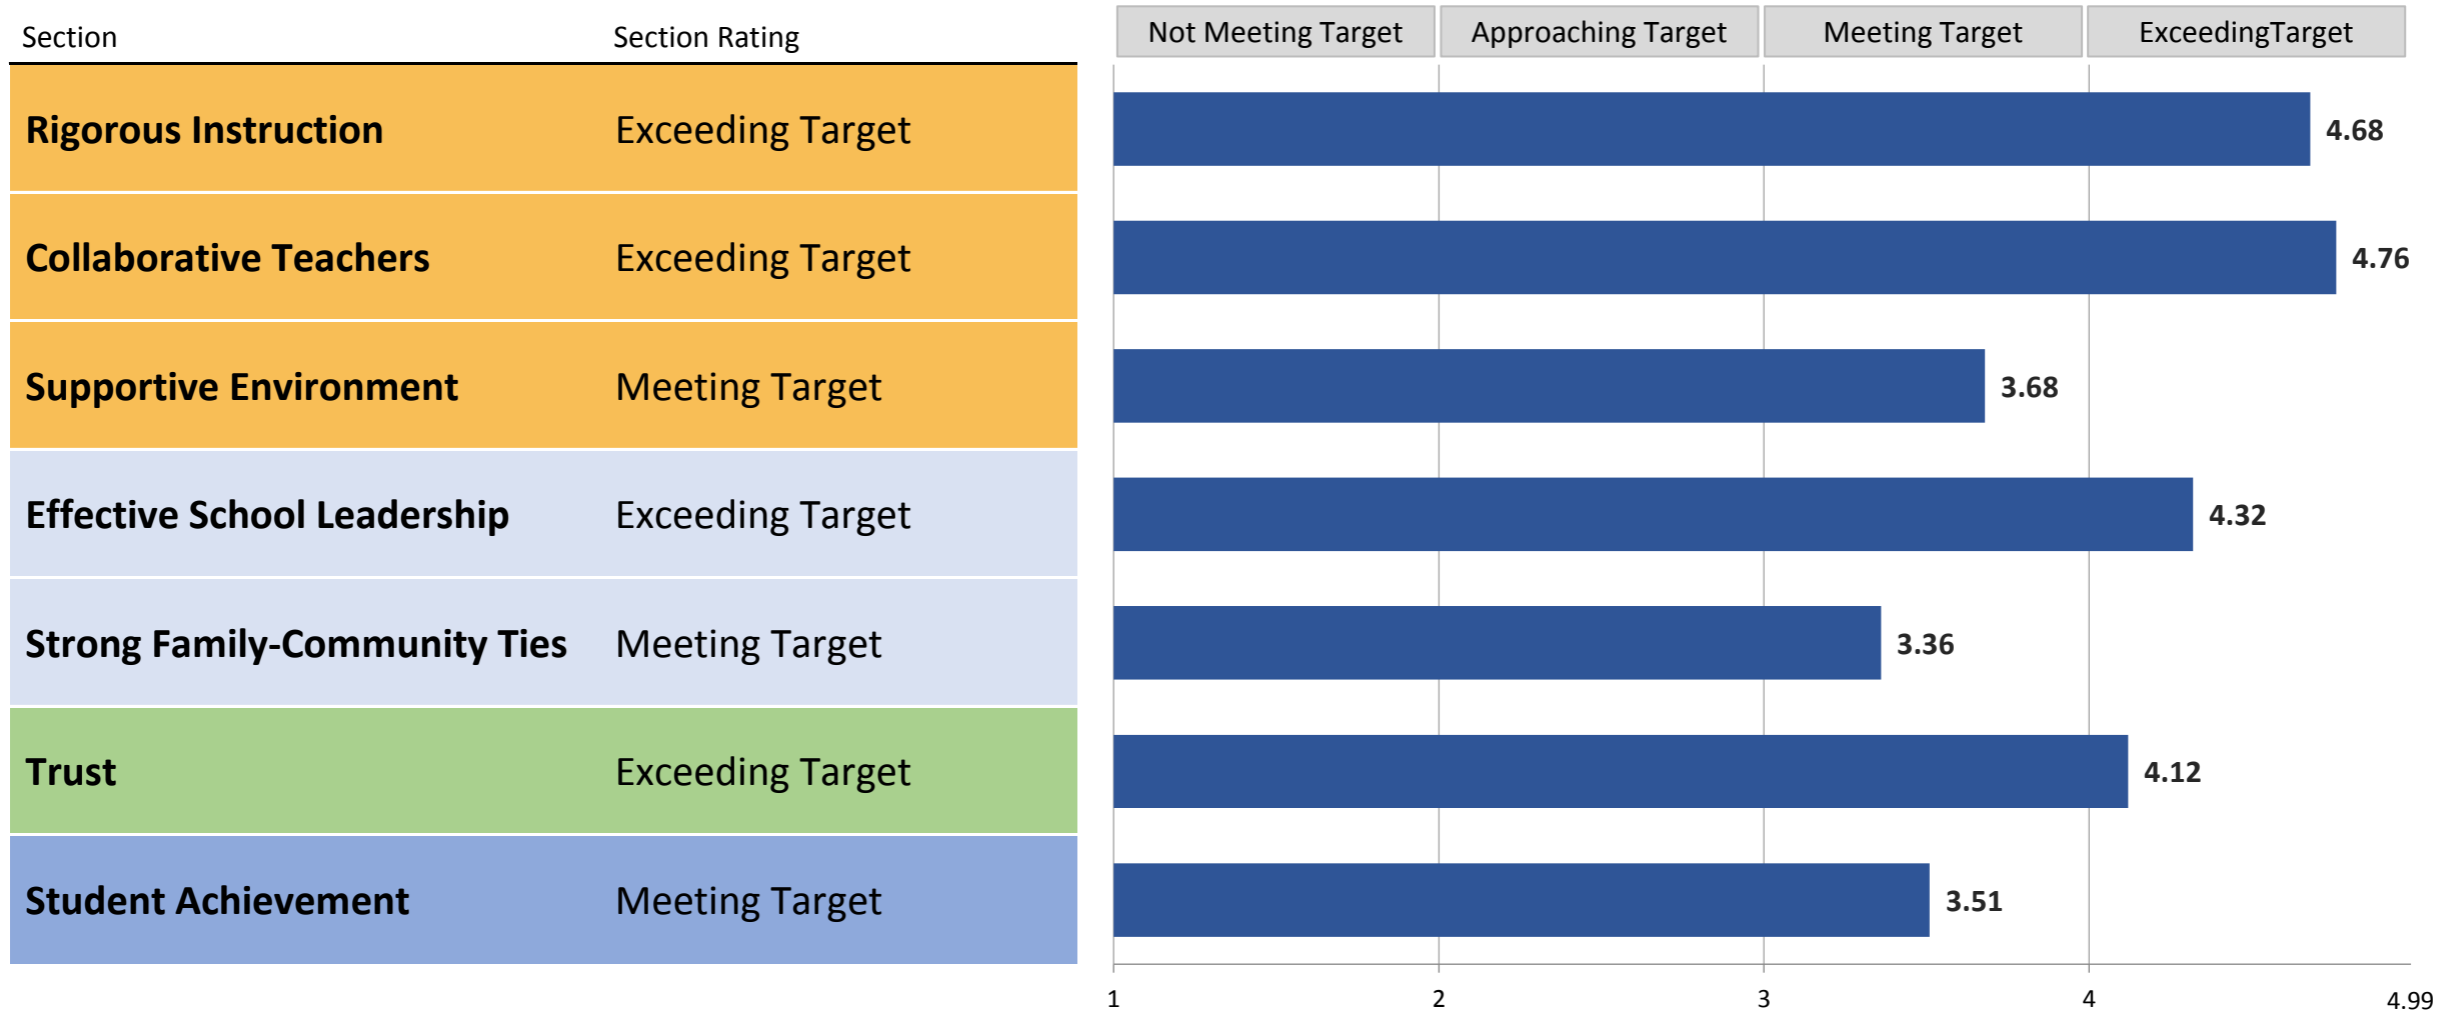 Section Section Rating Not Meeting Target Approaching Target Meeting Target ExceedingTarget
Rigorous Instruction Exceeding Target 4.68
Collaborative Teachers Exceeding Target 4.76
Supportive Environment Meeting Target 3.68
Effective School Leadership Exceeding Target 4.32
Strong Family-Community Ties Meeting Target 3.36
Trust Exceeding Target 4.12
Student Achievement Meeting Target 3.51
1 2 3 4 4.99